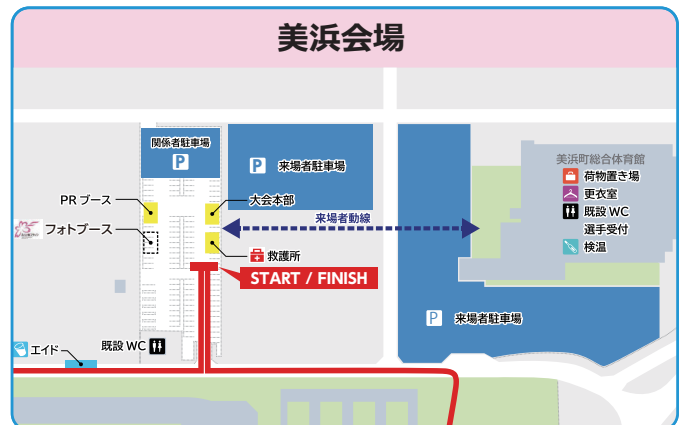 美浜会場
関係者駐車場
P
P 来場者駐車場
美浜町総合体育館
荷物置き場
更衣室
既設 WC
選手受付
検温
PR ブース
大会本部
来場者動線
フォトブース
救護所
START / FINISH
P 来場者駐車場
エイド
既設 WC